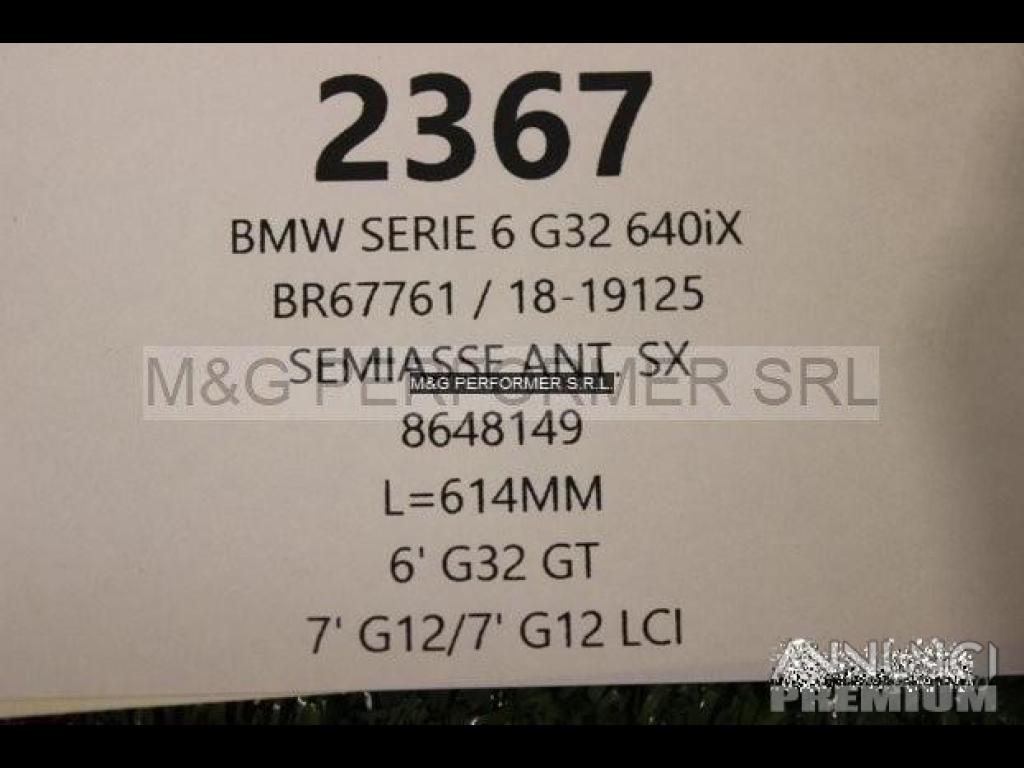 2367
BMW SERIE 6 G32 640iX
BR67761 / 18-19125
SEMIASSE ANT. SX
M&G PERFORMER SRL
M&G PERFORMER S.R.L.
8648149
L=614MM
6' G32 GT
7' G12/7' G12 LCI
ANNUNCI
PREMIUM